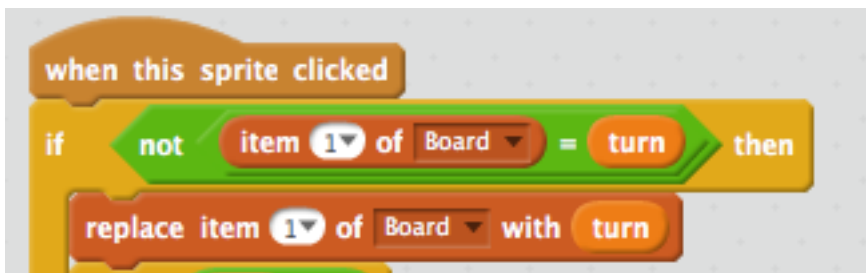 when this sprite clicked
if not item 1 of Board = turn then
replace item 1 of Board with turn